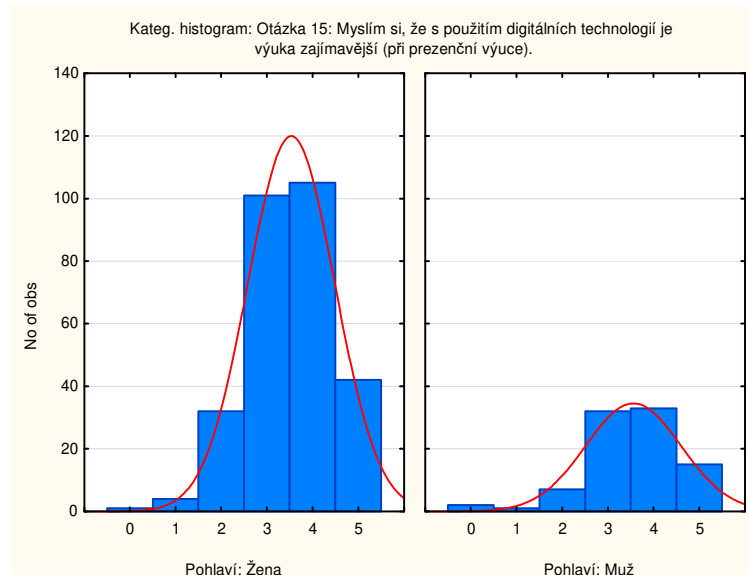 Kateg. histogram: Otázka 15: Myslím si, že s použitím digitálních technologií je
výuka zajímavější (při prezenční výuce).
No of obs
140
120
100
80
60
40
20
0
0 1 2 3 4 5
Pohlaví: Žena
0 1 2 3 4 5
Pohlaví: Muž